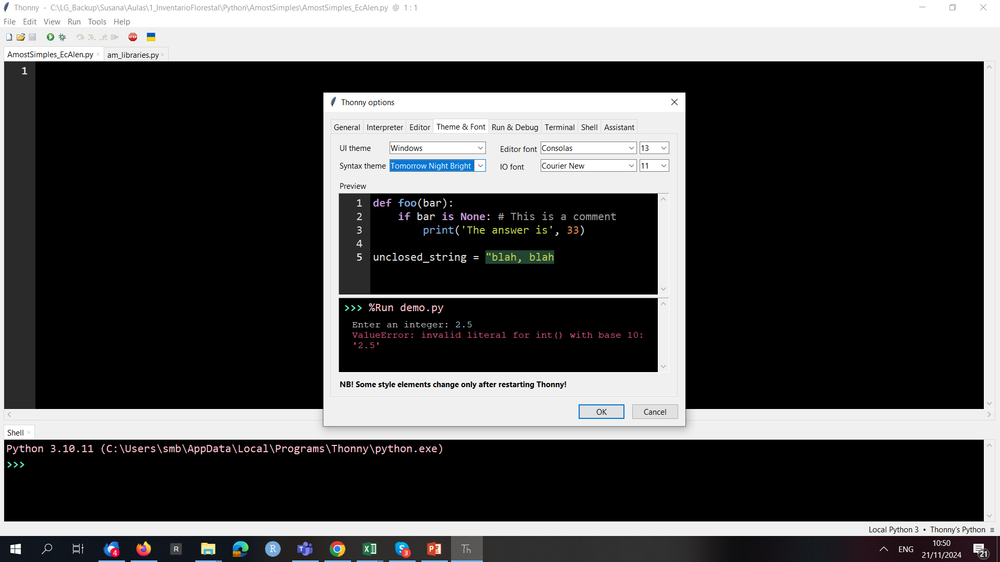 Thonny - C:\LG_Backup\Susana\Aulas\1_InventarioFlorestal\Python\AmostSimples\AmostSimples_EcAlen.py @ 1 : 1
File Edit View Run Tools Help
STOP
AmostSimples_EcAlen.py am_libraries.py
1
Thonny options
General Interpreter Editor Theme & Font Run & Debug Terminal Shell Assistant
UI theme Windows Editor font Consolas 13
Syntax theme Tomorrow Night Bright IO font Courier New 11
Preview
1 def foo(bar):
2 if bar is None: # This is a comment
3 print('The answer is', 33)
4
5 unclosed_string = "blah, blah
>>> %Run demo.py
Enter an integer: 2.5
ValueError: invalid literal for int() with base 10:
'2.5'
NB! Some style elements change only after restarting Thonny!
OK Cancel
Shell
Python 3.10.11 (C:\Users\smb\AppData\Local\Programs\Thonny\python.exe)
>>>
Local Python 3 • Thonny's Python ≡
4 R R T S 3 P Th ENG 10:50
21/11/2024 21